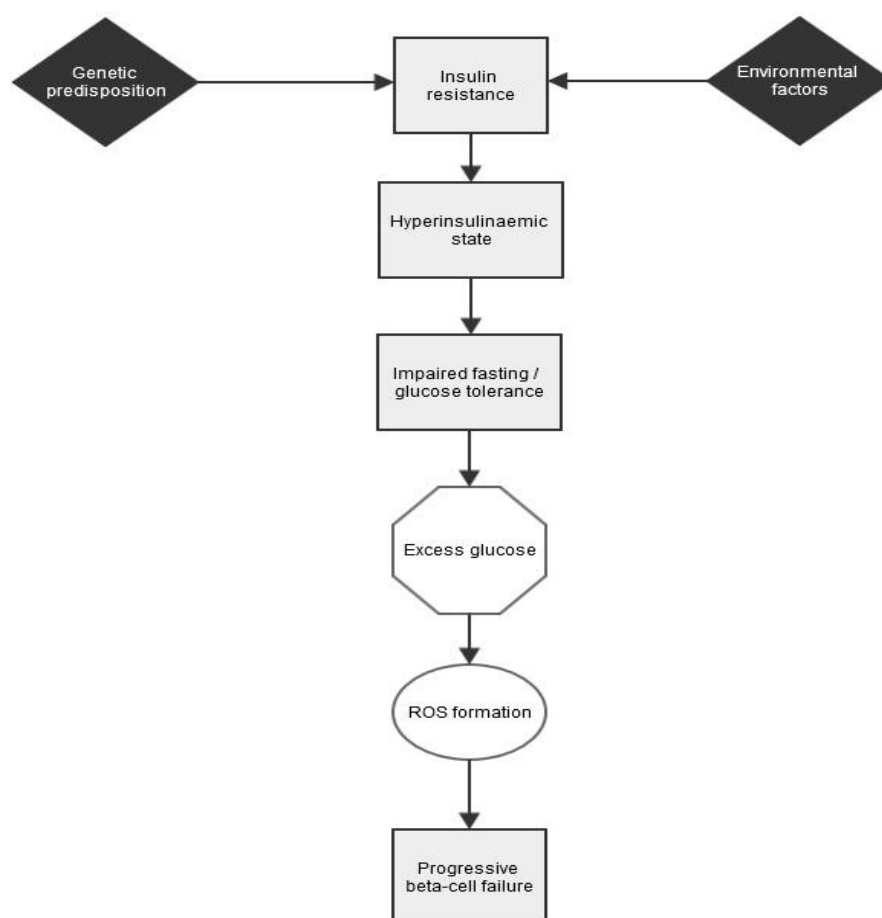 Genetic
predisposition
Insulin
resistance
Environmental
factors
Hyperinsulinaemic
state
Impaired fasting /
glucose tolerance
Excess glucose
ROS formation
Progressive
beta-cell failure